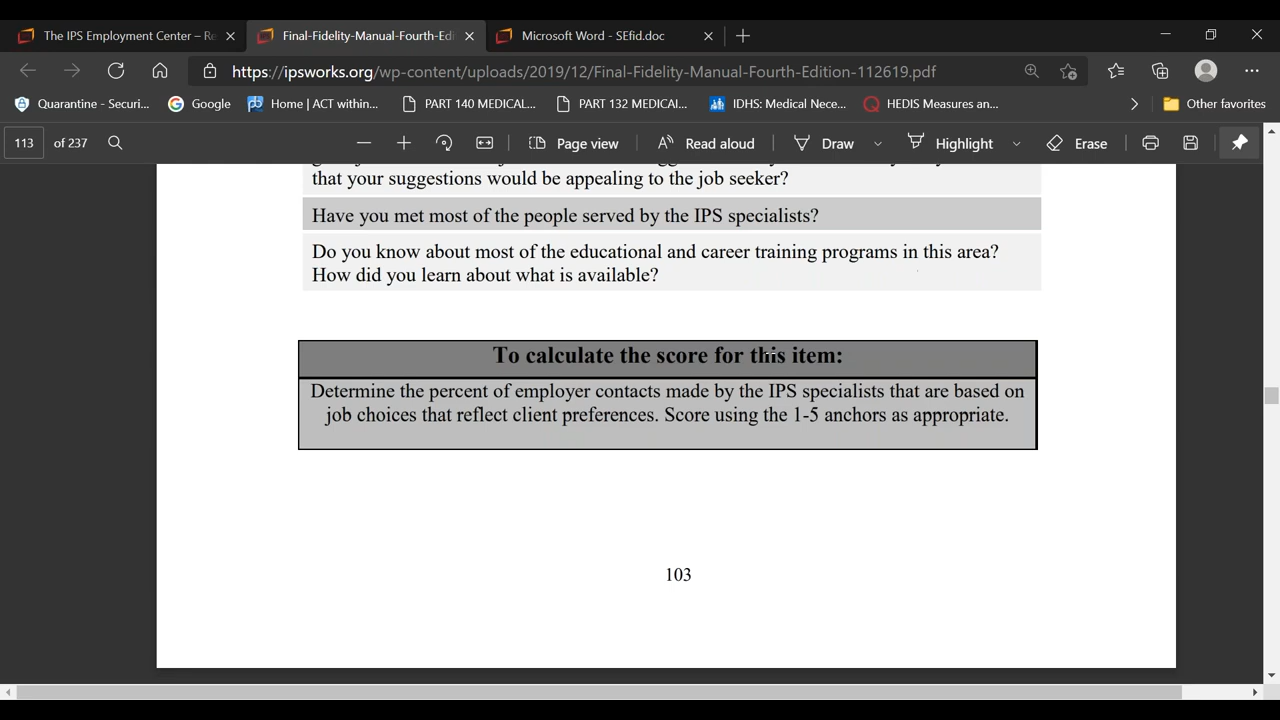 The IPS Employment Center – Re
Final-Fidelity-Manual-Fourth-Edi
Microsoft Word - SEfid.doc
https://ipsworks.org/wp-content/uploads/2019/12/Final-Fidelity-Manual-Fourth-Edition-112619.pdf
Quarantine - Securi...
Google
Home | ACT within...
PART 140 MEDICAL...
PART 132 MEDICAI...
IDHS: Medical Nece...
HEDIS Measures an...
Other favorites
113 of 237
Page view
Read aloud
Draw
Highlight
Erase
that your suggestions would be appealing to the job seeker?
Have you met most of the people served by the IPS specialists?
Do you know about most of the educational and career training programs in this area?
How did you learn about what is available?
To calculate the score for this item:
Determine the percent of employer contacts made by the IPS specialists that are based on
job choices that reflect client preferences. Score using the 1-5 anchors as appropriate.
103